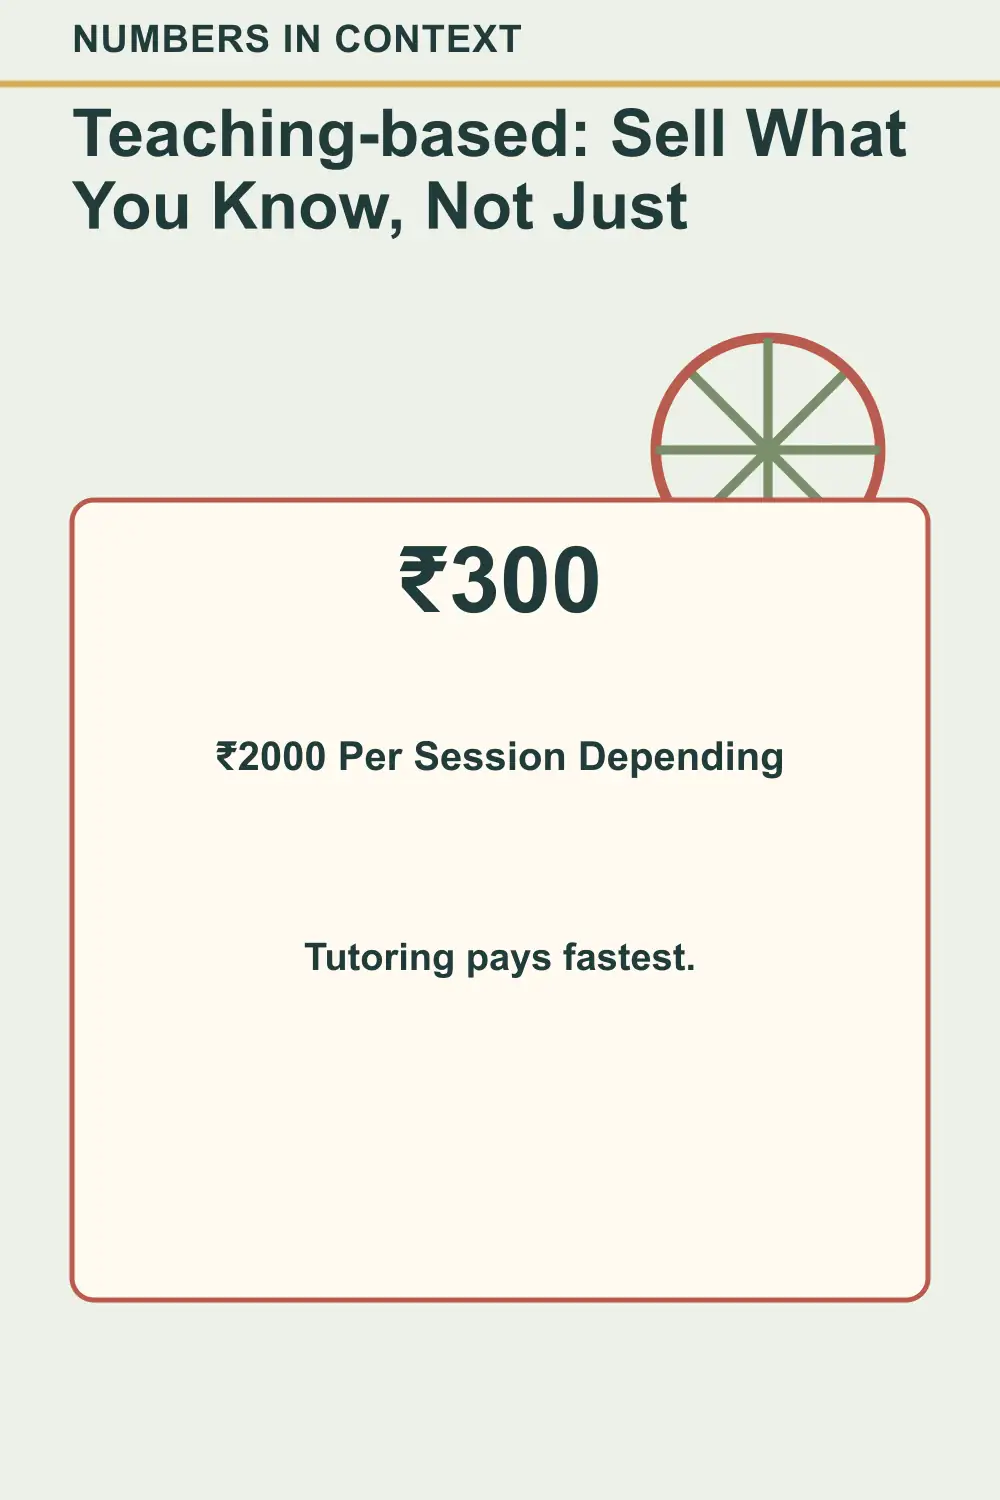 NUMBERS IN CONTEXT
Teaching-based: Sell What
You Know, Not Just
₹300
₹2000 Per Session Depending
Tutoring pays fastest.